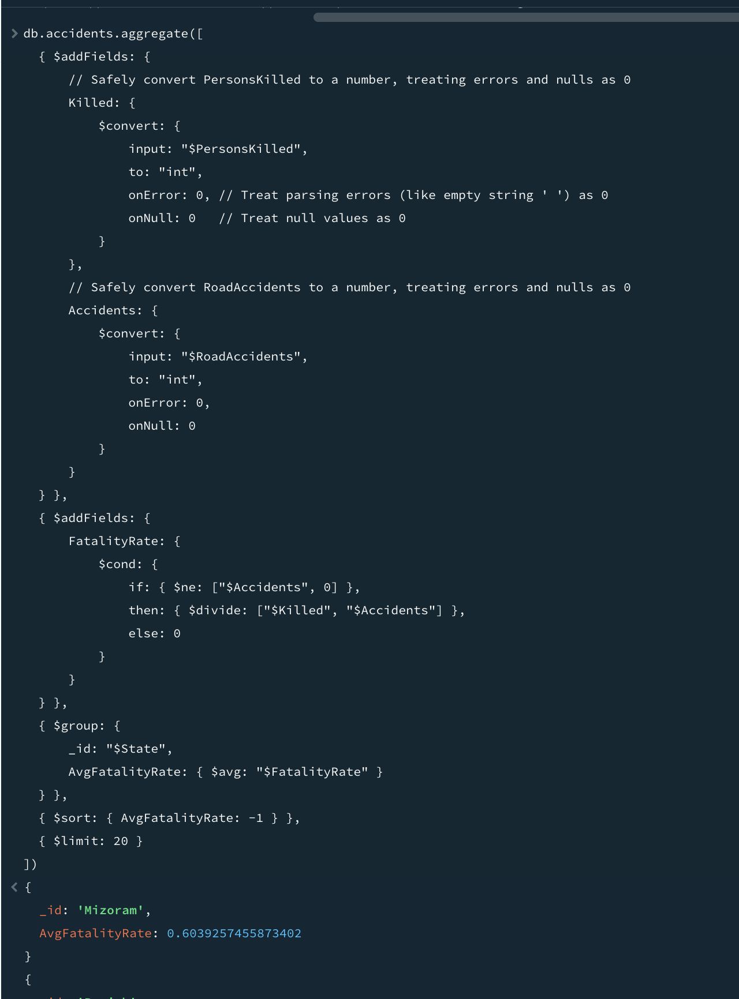 > db.accidents.aggregate([
{ $addFields: {
// Safely convert PersonsKilled to a number, treating errors and nulls as 0
Killed: {
$convert: {
input: "$PersonsKilled",
to: "int",
onError: 0, // Treat parsing errors (like empty string ' ') as 0
onNull: 0   // Treat null values as 0
}
},
// Safely convert RoadAccidents to a number, treating errors and nulls as 0
Accidents: {
$convert: {
input: "$RoadAccidents",
to: "int",
onError: 0,
onNull: 0
}
}
} },
{ $addFields: {
FatalityRate: {
$cond: {
if: { $ne: ["$Accidents", 0] },
then: { $divide: ["$Killed", "$Accidents"] },
else: 0
}
}
} },
{ $group: {
_id: "$State",
AvgFatalityRate: { $avg: "$FatalityRate" }
} },
{ $sort: { AvgFatalityRate: -1 } },
{ $limit: 20 }
])
< {
_id: 'Mizoram',
AvgFatalityRate: 0.6039257455873402
}
{